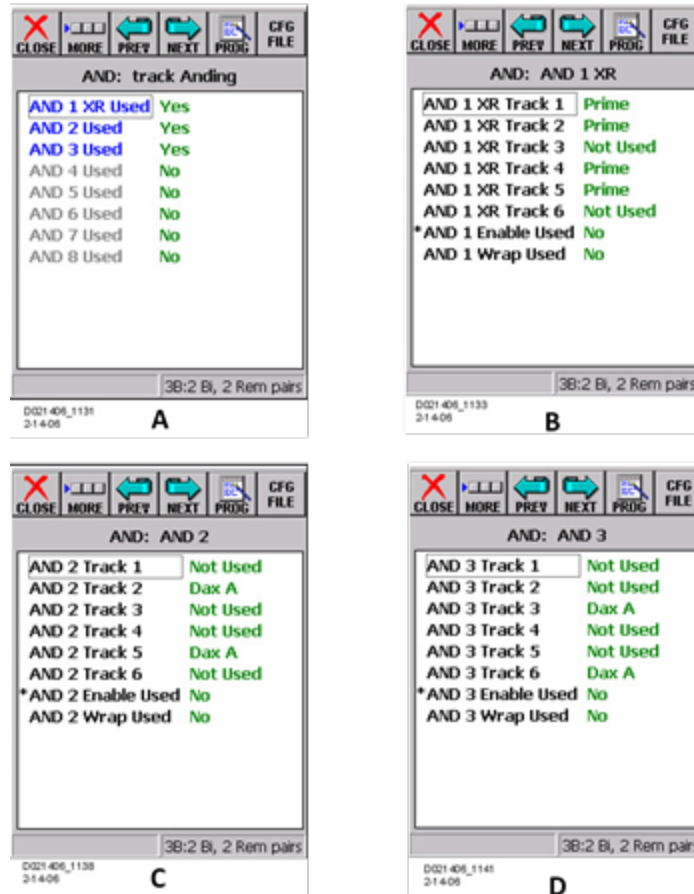 CLOSE MORE PREV NEXT PROG CFG FILE
AND: track Anding
AND 1 XR Used Yes
AND 2 Used Yes
AND 3 Used Yes
AND 4 Used No
AND 5 Used No
AND 6 Used No
AND 7 Used No
AND 8 Used No
3B:2 Bi, 2 Rem pairs
D021406_1131
2-14-06
A
CLOSE MORE PREV NEXT PROG CFG FILE
AND: AND 1 XR
AND 1 XR Track 1 Prime
AND 1 XR Track 2 Prime
AND 1 XR Track 3 Not Used
AND 1 XR Track 4 Prime
AND 1 XR Track 5 Prime
AND 1 XR Track 6 Not Used
*AND 1 Enable Used No
AND 1 Wrap Used No
3B:2 Bi, 2 Rem pairs
D021406_1133
2-14-06
B
CLOSE MORE PREV NEXT PROG CFG FILE
AND: AND 2
AND 2 Track 1 Not Used
AND 2 Track 2 Dax A
AND 2 Track 3 Not Used
AND 2 Track 4 Not Used
AND 2 Track 5 Dax A
AND 2 Track 6 Not Used
*AND 2 Enable Used No
AND 2 Wrap Used No
3B:2 Bi, 2 Rem pairs
D021406_1138
2-14-06
C
CLOSE MORE PREV NEXT PROG CFG FILE
AND: AND 3
AND 3 Track 1 Not Used
AND 3 Track 2 Not Used
AND 3 Track 3 Dax A
AND 3 Track 4 Not Used
AND 3 Track 5 Not Used
AND 3 Track 6 Dax A
*AND 3 Enable Used No
AND 3 Wrap Used No
3B:2 Bi, 2 Rem pairs
D021406_1141
2-14-06
D